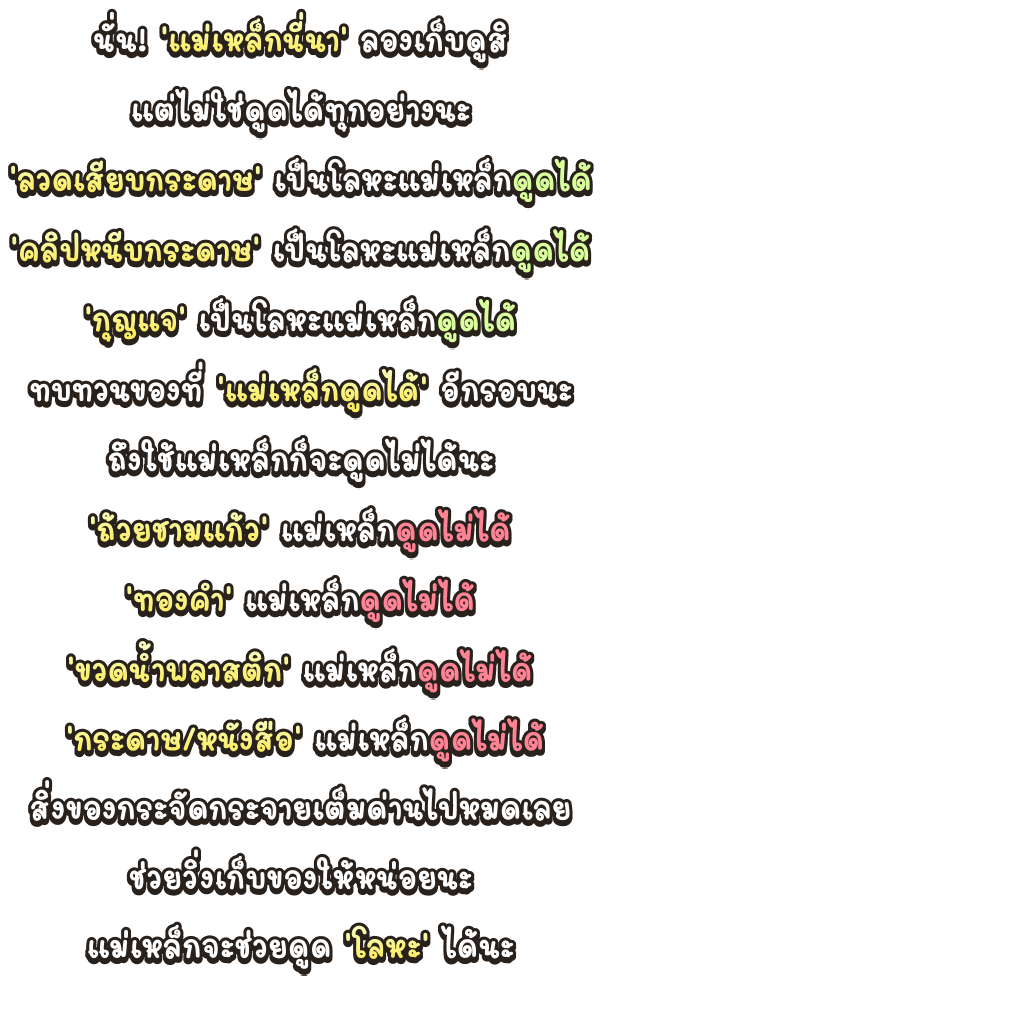 นั่น! 'แม่เหล็กนี่นา' ลองเก็บดูสิ
แต่ไม่ใช่ดูดได้ทุกอย่างนะ
'ลวดเสียบกระดาษ' เป็นโลหะแม่เหล็กดูดได้
'คลิปหนีบกระดาษ' เป็นโลหะแม่เหล็กดูดได้
'กุญแจ' เป็นโลหะแม่เหล็กดูดได้
ทบทวนของที่ 'แม่เหล็กดูดได้' อีกรอบนะ
ถึงใช้แม่เหล็กก็จะดูดไม่ได้นะ
'ถ้วยชามแก้ว' แม่เหล็กดูดไม่ได้
'ทองคำ' แม่เหล็กดูดไม่ได้
'ขวดน้ำพลาสติก' แม่เหล็กดูดไม่ได้
'กระดาษ/หนังสือ' แม่เหล็กดูดไม่ได้
สิ่งของกระจัดกระจายเต็มด่านไปหมดเลย
ช่วยวิ่งเก็บของให้หน่อยนะ
แม่เหล็กจะช่วยดูด 'โลหะ' ได้นะ